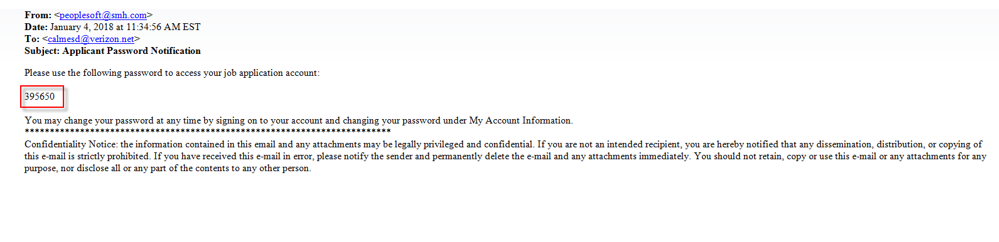 From: <peoplesoft@smh.com>
Date: January 4, 2018 at 11:34:56 AM EST
To: <calmesd@verizon.net>
Subject: Applicant Password Notification
Please use the following password to access your job application account:
395650
You may change your password at any time by signing on to your account and changing your password under My Account Information.
*************************************************************************
Confidentiality Notice: the information contained in this email and any attachments may be legally privileged and confidential. If you are not an intended recipient, you are hereby notified that any dissemination, distribution, or copying of
this e-mail is strictly prohibited. If you have received this e-mail in error, please notify the sender and permanently delete the e-mail and any attachments immediately. You should not retain, copy or use this e-mail or any attachments for any
purpose, nor disclose all or any part of the contents to any other person.